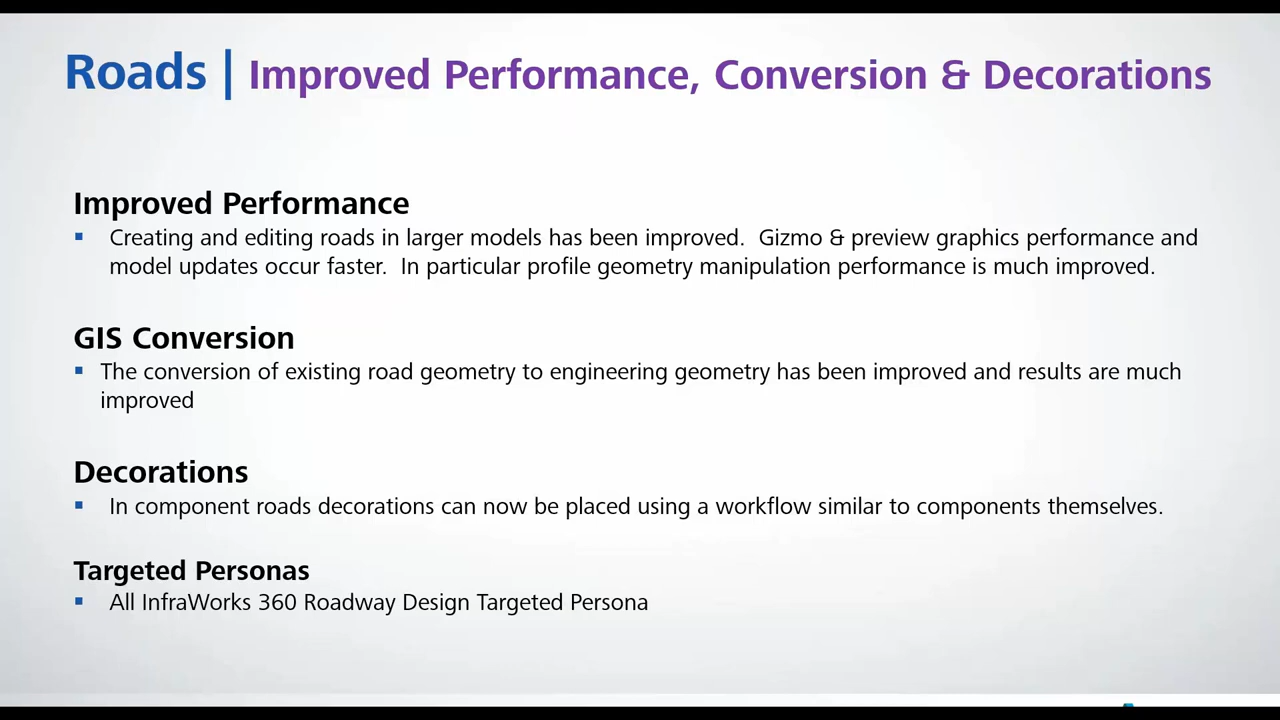 Roads | Improved Performance, Conversion & Decorations
Improved Performance
▪ Creating and editing roads in larger models has been improved.  Gizmo & preview graphics performance and
model updates occur faster.  In particular profile geometry manipulation performance is much improved.
GIS Conversion
▪ The conversion of existing road geometry to engineering geometry has been improved and results are much
improved
Decorations
▪ In component roads decorations can now be placed using a workflow similar to components themselves.
Targeted Personas
▪ All InfraWorks 360 Roadway Design Targeted Persona